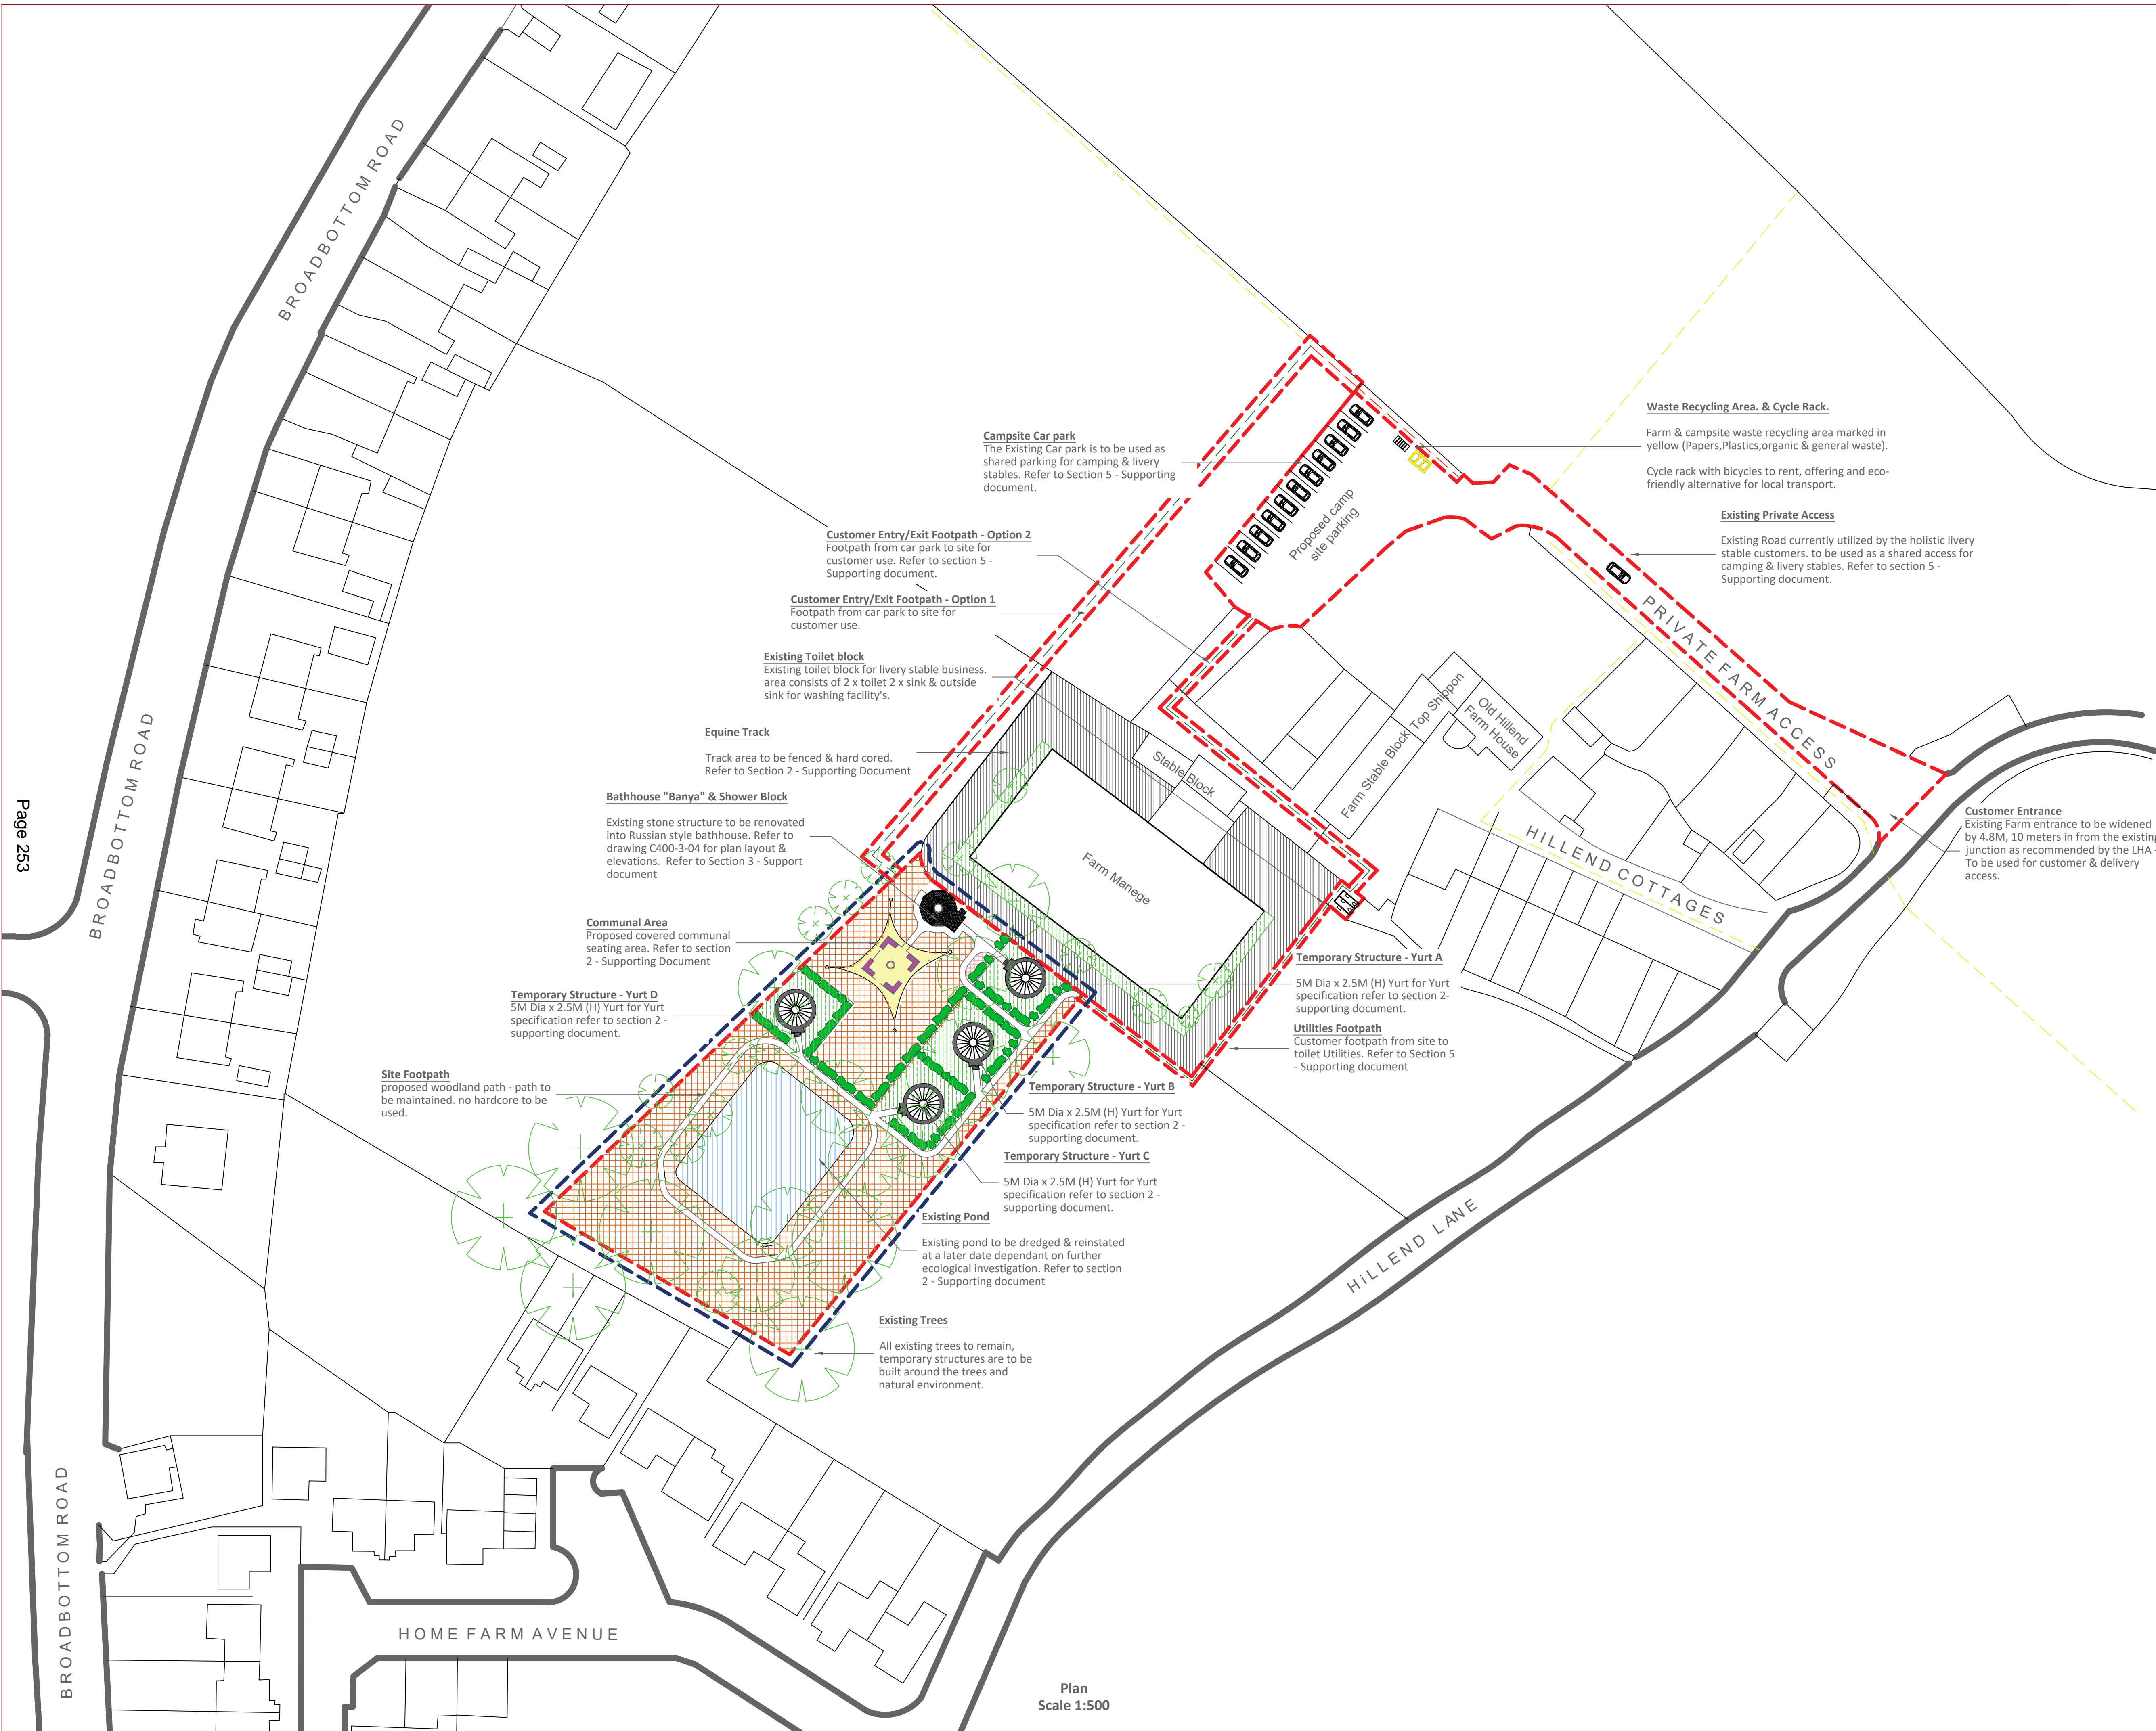 BROADBOTTOM ROAD
Campsite Car park
The Existing Car park is to be used as
shared parking for camping & livery
stables. Refer to Section 5 - Supporting
document.
Waste Recycling Area. & Cycle Rack.
Farm & campsite waste recycling area marked in
yellow (Papers,Plastics,organic & general waste).
Cycle rack with bicycles to rent, offering and eco-
friendly alternative for local transport.
Proposed camp
site parking
Existing Private Access
Existing Road currently utilized by the holistic livery
stable customers. to be used as a shared access for
camping & livery stables. Refer to section 5 -
Supporting document.
Customer Entry/Exit Footpath - Option 2
Footpath from car park to site for
customer use. Refer to section 5 -
Supporting document.
Customer Entry/Exit Footpath - Option 1
Footpath from car park to site for
customer use.
Existing Toilet block
Existing toilet block for livery stable business.
area consists of 2 x toilet 2 x sink & outside
sink for washing facility's.
PRIVATE FARM ACCESS
Farm Stable Block
Top Shippon
Old Hillend
Farm House
Stable Block
Equine Track
Track area to be fenced & hard cored.
Refer to Section 2 - Supporting Document
BROADBOTTOM ROAD
Page 253
Bathhouse "Banya" & Shower Block
Existing stone structure to be renovated
into Russian style bathhouse. Refer to
drawing C400-3-04 for plan layout &
elevations. Refer to Section 3 - Support
document
Farm Manege
HILLEND COTTAGES
Customer Entrance
Existing Farm entrance to be widened
by 4.8M, 10 meters in from the existing
junction as recommended by the LHA -
To be used for customer & delivery
access.
Communal Area
Proposed covered communal
seating area. Refer to section
2 - Supporting Document
Temporary Structure - Yurt A
5M Dia x 2.5M (H) Yurt for Yurt
specification refer to section 2-
supporting document.
Temporary Structure - Yurt D
5M Dia x 2.5M (H) Yurt for Yurt
specification refer to section 2 -
supporting document.
Utilities Footpath
Customer footpath from site to
toilet Utilities. Refer to Section 5
- Supporting document
Site Footpath
proposed woodland path - path to
be maintained. no hardcore to be
used.
Temporary Structure - Yurt B
5M Dia x 2.5M (H) Yurt for Yurt
specification refer to section 2 -
supporting document.
Temporary Structure - Yurt C
5M Dia x 2.5M (H) Yurt for Yurt
specification refer to section 2 -
supporting document.
Existing Pond
Existing pond to be dredged & reinstated
at a later date dependant on further
ecological investigation. Refer to section
2 - Supporting document
HiLLEND LANE
Existing Trees
All existing trees to remain,
temporary structures are to be
built around the trees and
natural environment.
BROADBOTTOM ROAD
HOME FARM AVENUE
Plan
Scale 1:500